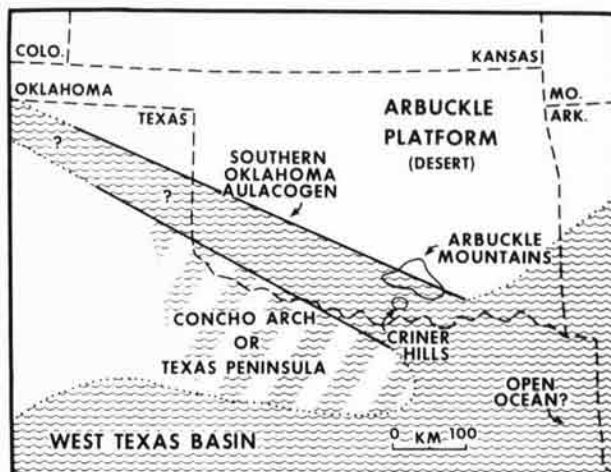 COLO.
KANSAS
OKLAHOMA
MO.
TEXAS
ARK.
ARBUCKLE
PLATFORM
(DESERT)
?
SOUTHERN
OKLAHOMA
AULACOGEN
?
ARBUCKLE
MOUNTAINS
CONCHO ARCH
OR
TEXAS PENINSULA
CRINER
HILLS
OPEN
OCEAN?
WEST TEXAS BASIN
0 KM 100